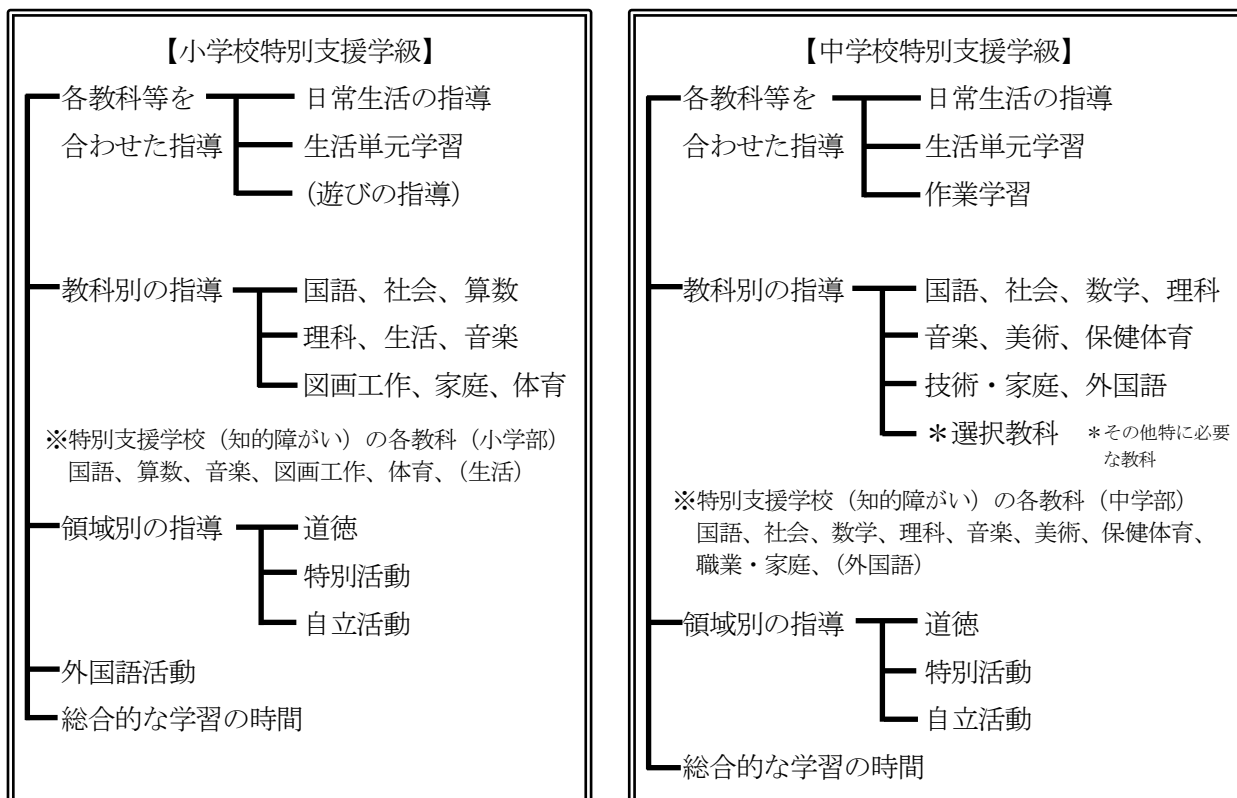 【小学校特別支援学級】
各教科等を
合わせた指導
日常生活の指導
生活単元学習
(遊びの指導)
教科別の指導
国語、社会、算数
理科、生活、音楽
図画工作、家庭、体育
※特別支援学校(知的障がい)の各教科(小学部)
国語、算数、音楽、図画工作、体育、(生活)
領域別の指導
道徳
特別活動
自立活動
外国語活動
総合的な学習の時間
【中学校特別支援学級】
各教科等を
合わせた指導
日常生活の指導
生活単元学習
作業学習
教科別の指導
国語、社会、数学、理科
音楽、美術、保健体育
技術・家庭、外国語
＊選択教科
＊その他特に必要
な教科
※特別支援学校(知的障がい)の各教科(中学部)
国語、社会、数学、理科、音楽、美術、保健体育、
職業・家庭、(外国語)
領域別の指導
道徳
特別活動
自立活動
総合的な学習の時間